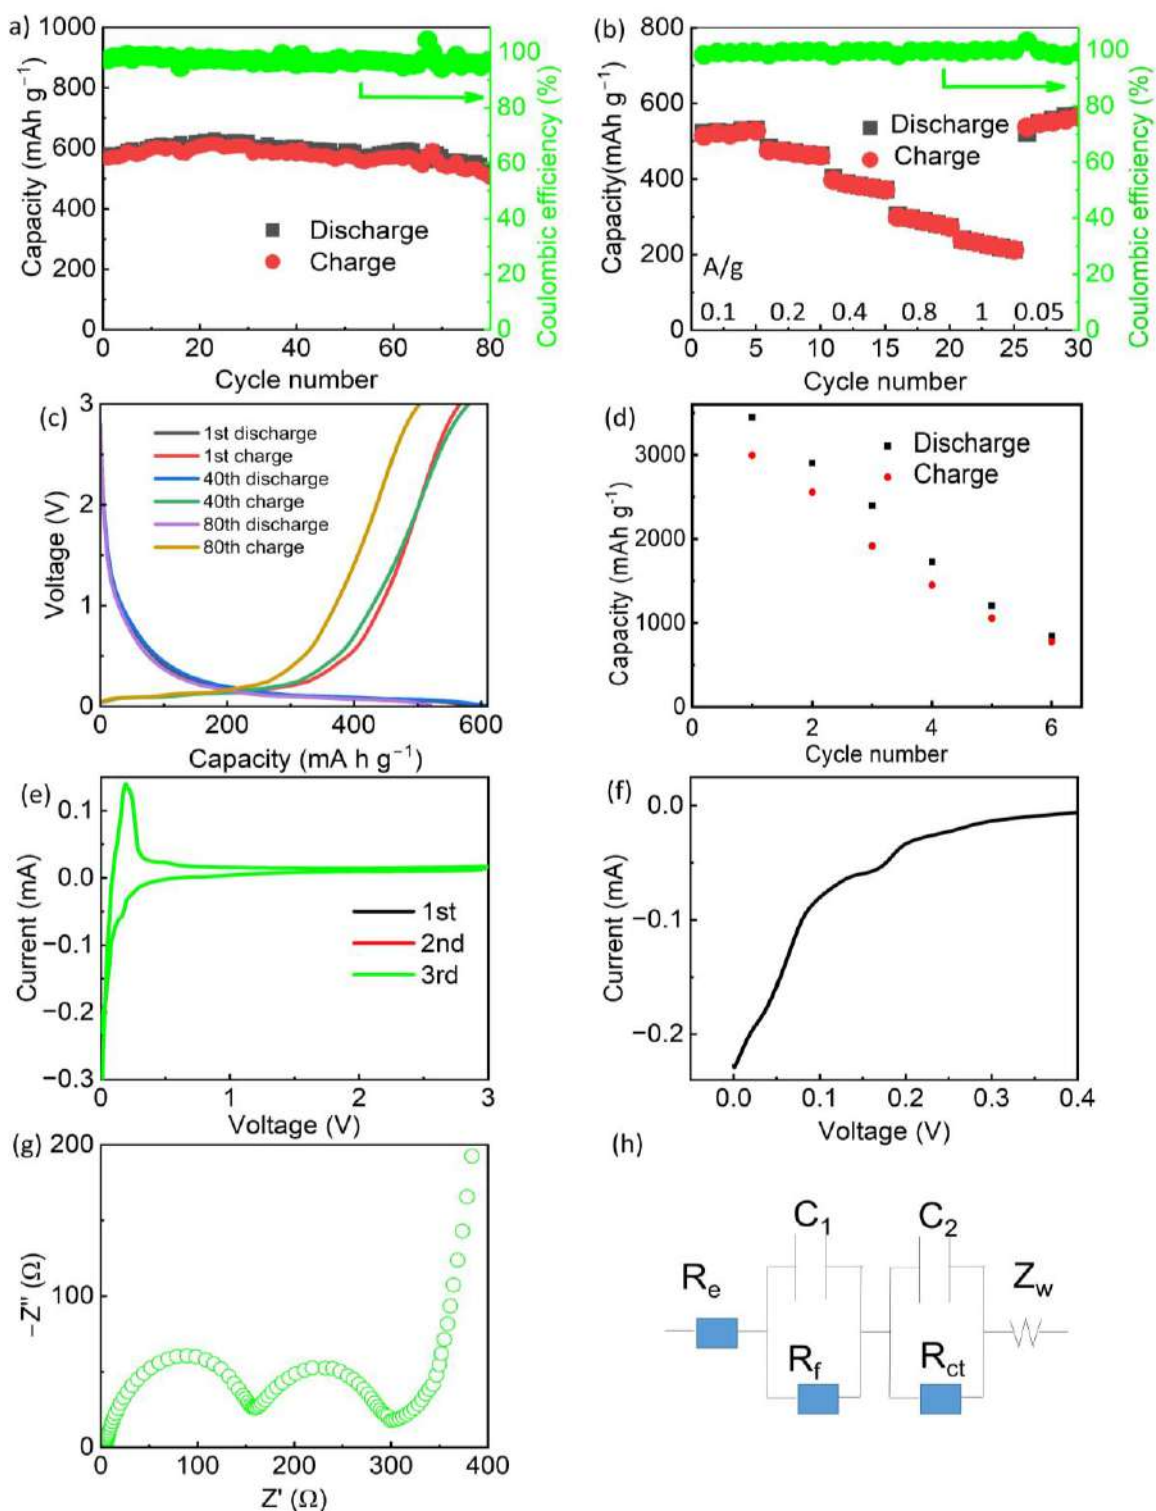 a)
1000
800
600
400
200
0
Capacity (mAh g⁻¹)
Discharge
Charge
100
80
60
40
20
0
Coulombic efficiency (%)
0 20 40 60 80
Cycle number
(b)
800
600
400
200
0
Capacity(mAh g⁻¹)
Discharge
Charge
A/g
0.1 0.2 0.4 0.8 1 0.05
100
80
60
40
20
0
Coulombic efficiency (%)
0 5 10 15 20 25 30
Cycle number
(c)
3
2
1
0
Voltage (V)
1st discharge
1st charge
40th discharge
40th charge
80th discharge
80th charge
0 200 400 600
Capacity (mA h g⁻¹)
(d)
3000
2000
1000
0
Capacity (mAh g⁻¹)
Discharge
Charge
0 2 4 6
Cycle number
(e)
0.1
0.0
−0.1
−0.2
−0.3
Current (mA)
1st
2nd
3rd
0 1 2 3
Voltage (V)
(f)
0.0
−0.1
−0.2
Current (mA)
0.0 0.1 0.2 0.3 0.4
Voltage (V)
(g)
200
100
0
−Z'' (Ω)
0 100 200 300 400
Z' (Ω)
(h)
C₁ C₂
Rₑ Z_w
R_f R_ct